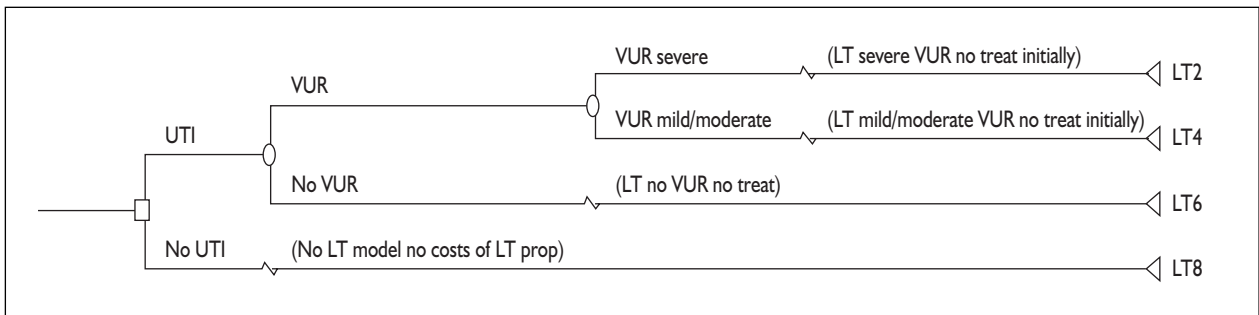 VUR severe (LT severe VUR no treat initially) LT2
VUR
VUR mild/moderate (LT mild/moderate VUR no treat initially) LT4
UTI
No VUR (LT no VUR no treat) LT6
No UTI (No LT model no costs of LT prop) LT8